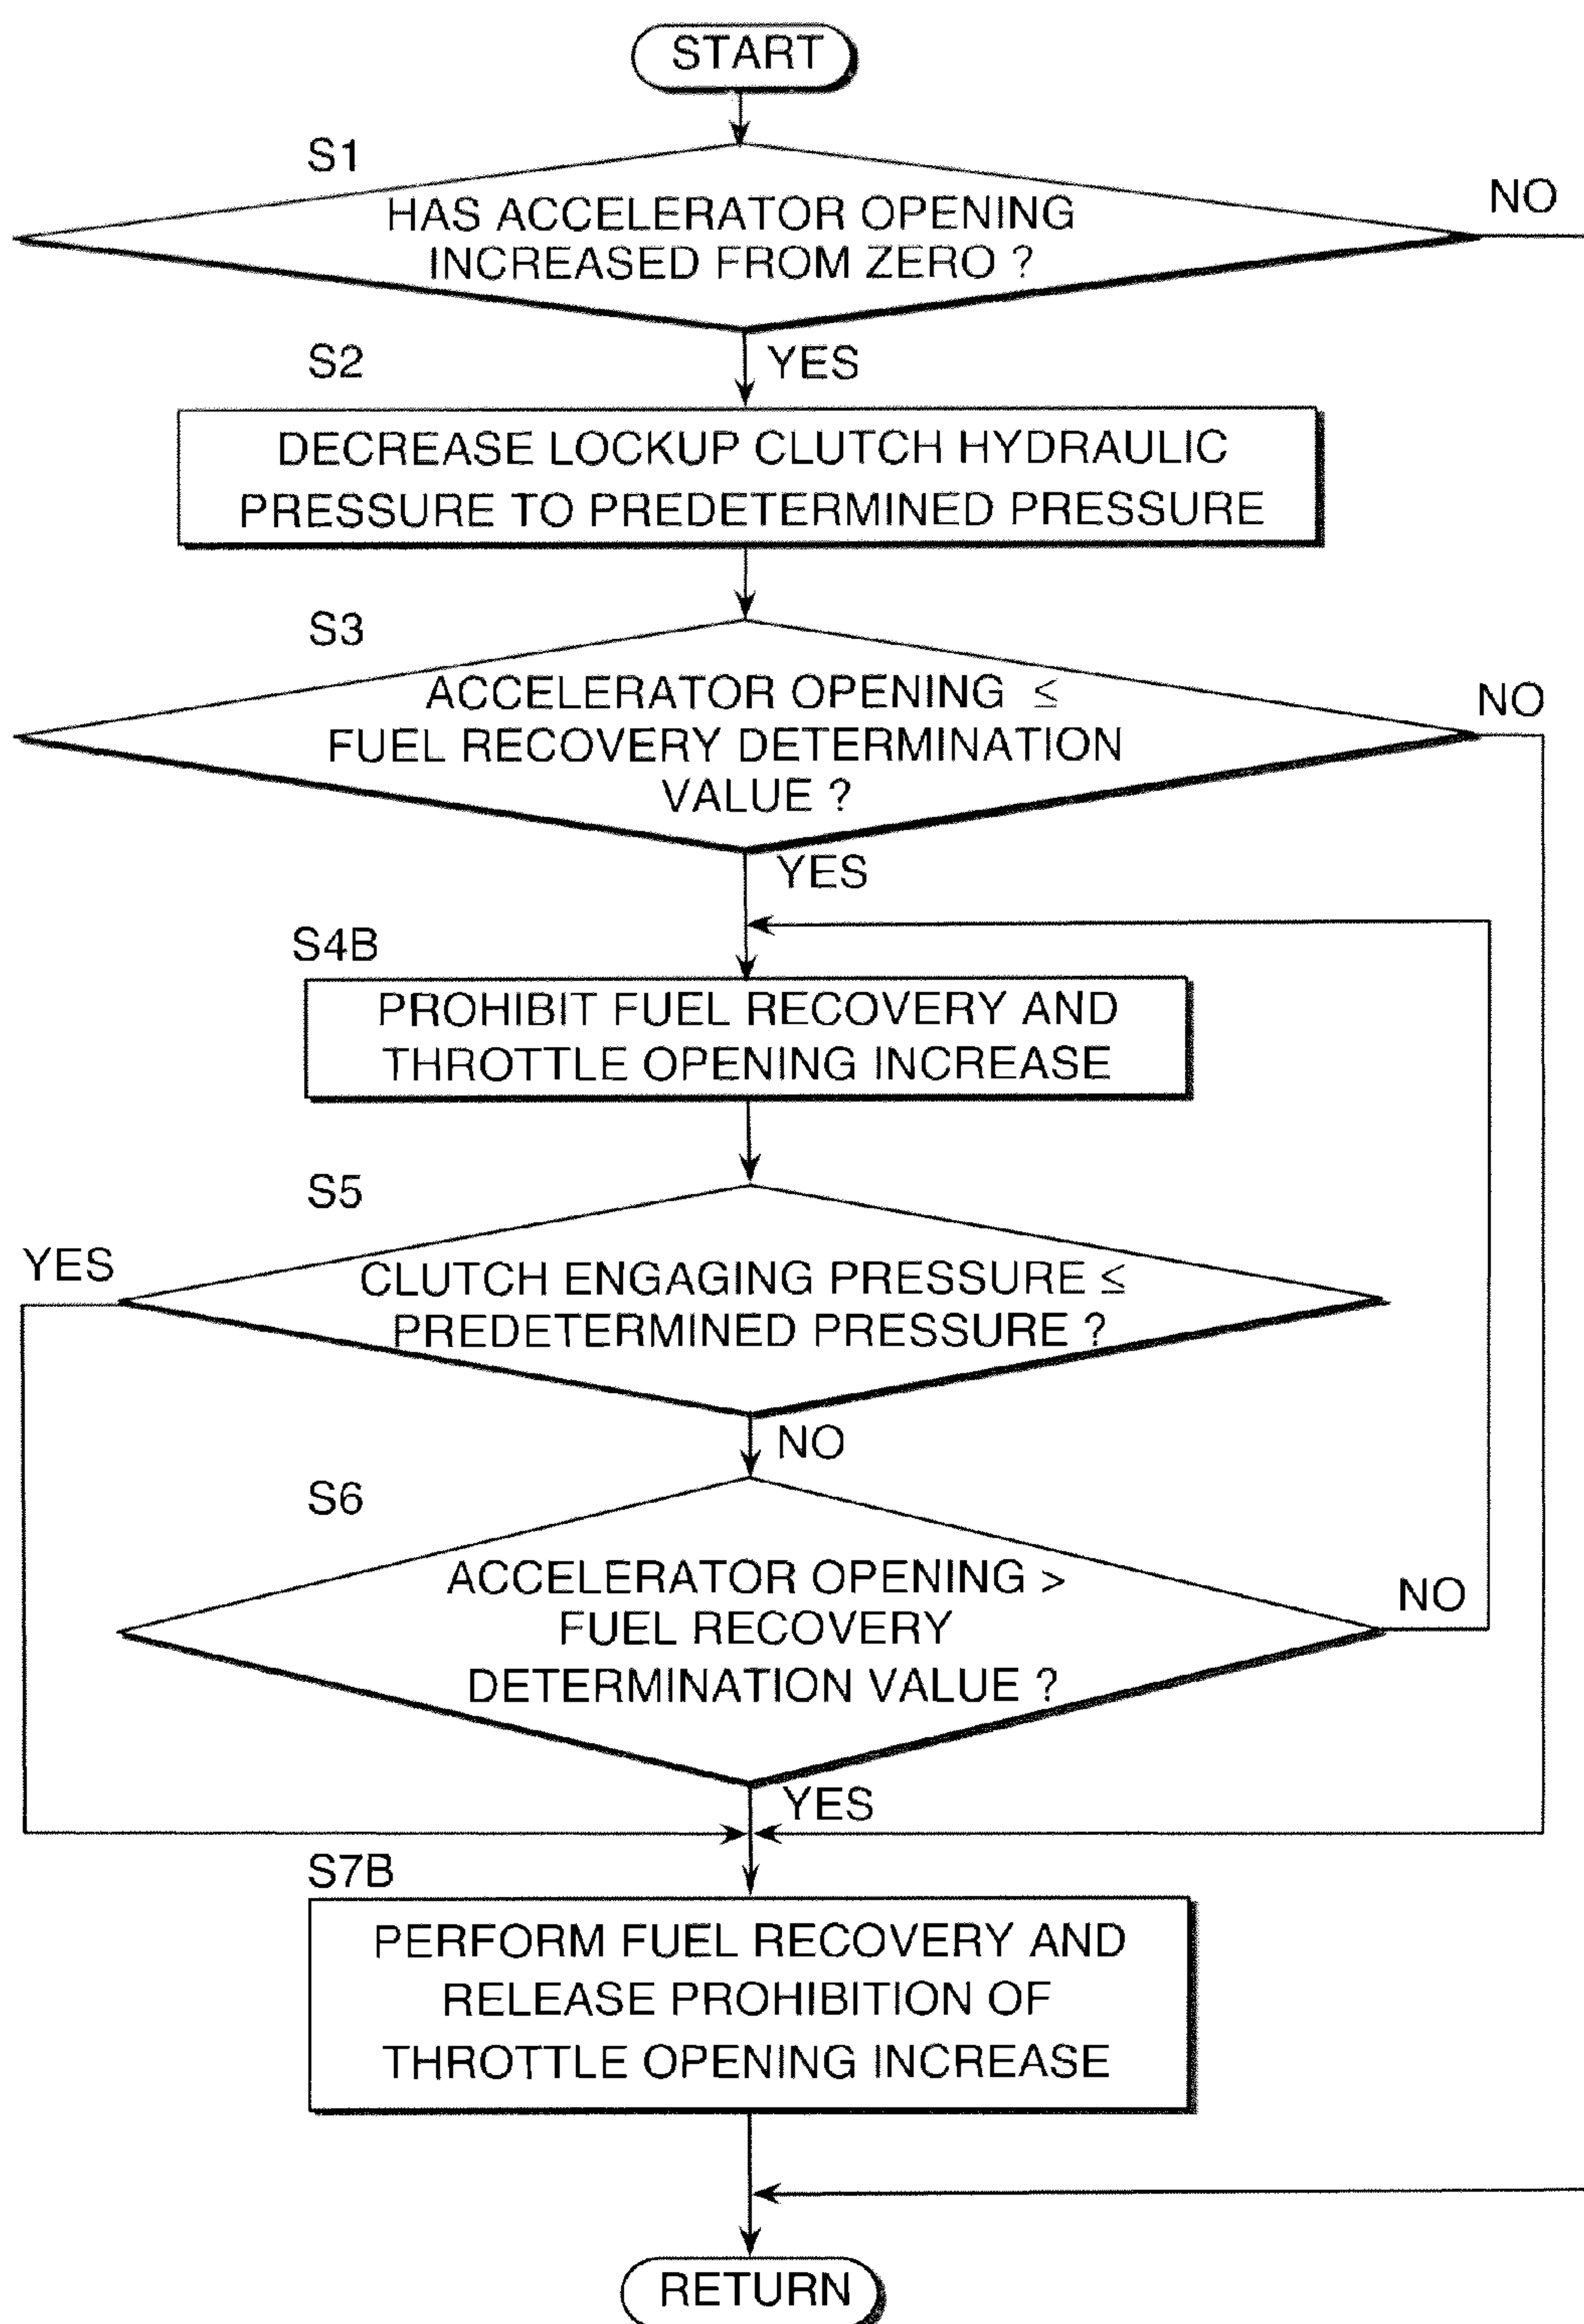 START
S1
HAS ACCELERATOR OPENING
INCREASED FROM ZERO ?
NO
YES
S2
DECREASE LOCKUP CLUTCH HYDRAULIC
PRESSURE TO PREDETERMINED PRESSURE
S3
ACCELERATOR OPENING ≤
FUEL RECOVERY DETERMINATION
VALUE ?
NO
YES
S4B
PROHIBIT FUEL RECOVERY AND
THROTTLE OPENING INCREASE
S5
YES
CLUTCH ENGAGING PRESSURE ≤
PREDETERMINED PRESSURE ?
NO
S6
ACCELERATOR OPENING >
FUEL RECOVERY
DETERMINATION VALUE ?
NO
YES
S7B
PERFORM FUEL RECOVERY AND
RELEASE PROHIBITION OF
THROTTLE OPENING INCREASE
RETURN